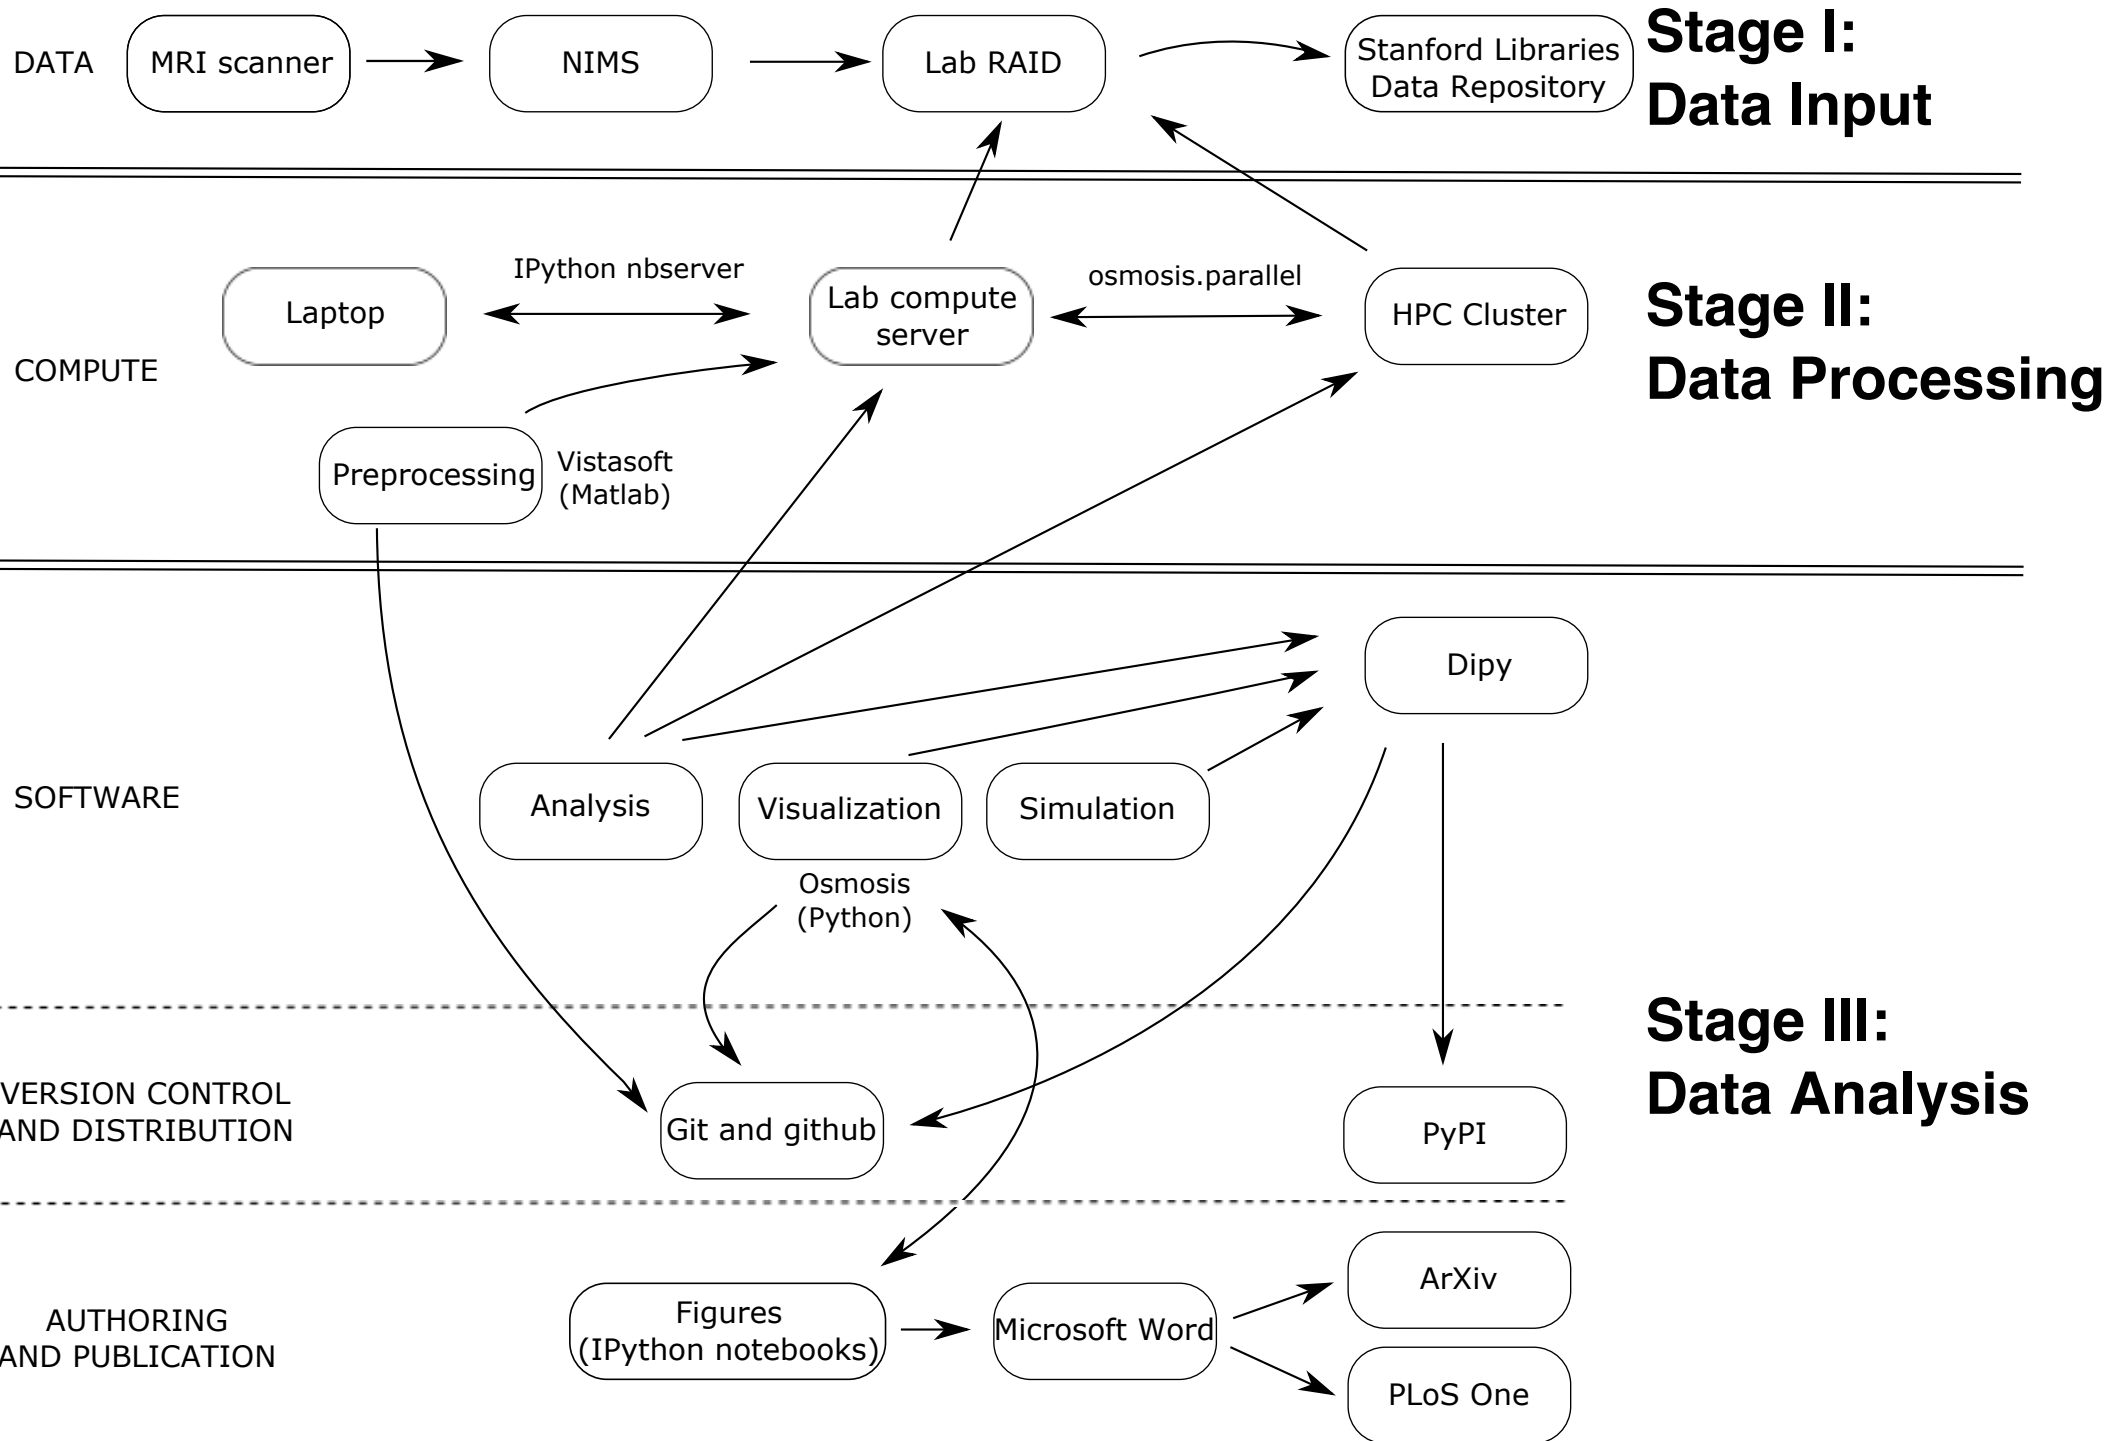 DATA
MRI scanner
NIMS
Lab RAID
Stanford Libraries
Data Repository
Stage I:
Data Input
IPython nbserver
osmosis.parallel
Laptop
Lab compute
server
HPC Cluster
Stage II:
Data Processing
COMPUTE
Preprocessing
Vistasoft
(Matlab)
Dipy
SOFTWARE
Analysis
Visualization
Simulation
Osmosis
(Python)
Stage III:
Data Analysis
VERSION CONTROL
AND DISTRIBUTION
Git and github
PyPI
AUTHORING
AND PUBLICATION
Figures
(IPython notebooks)
Microsoft Word
ArXiv
PLoS One